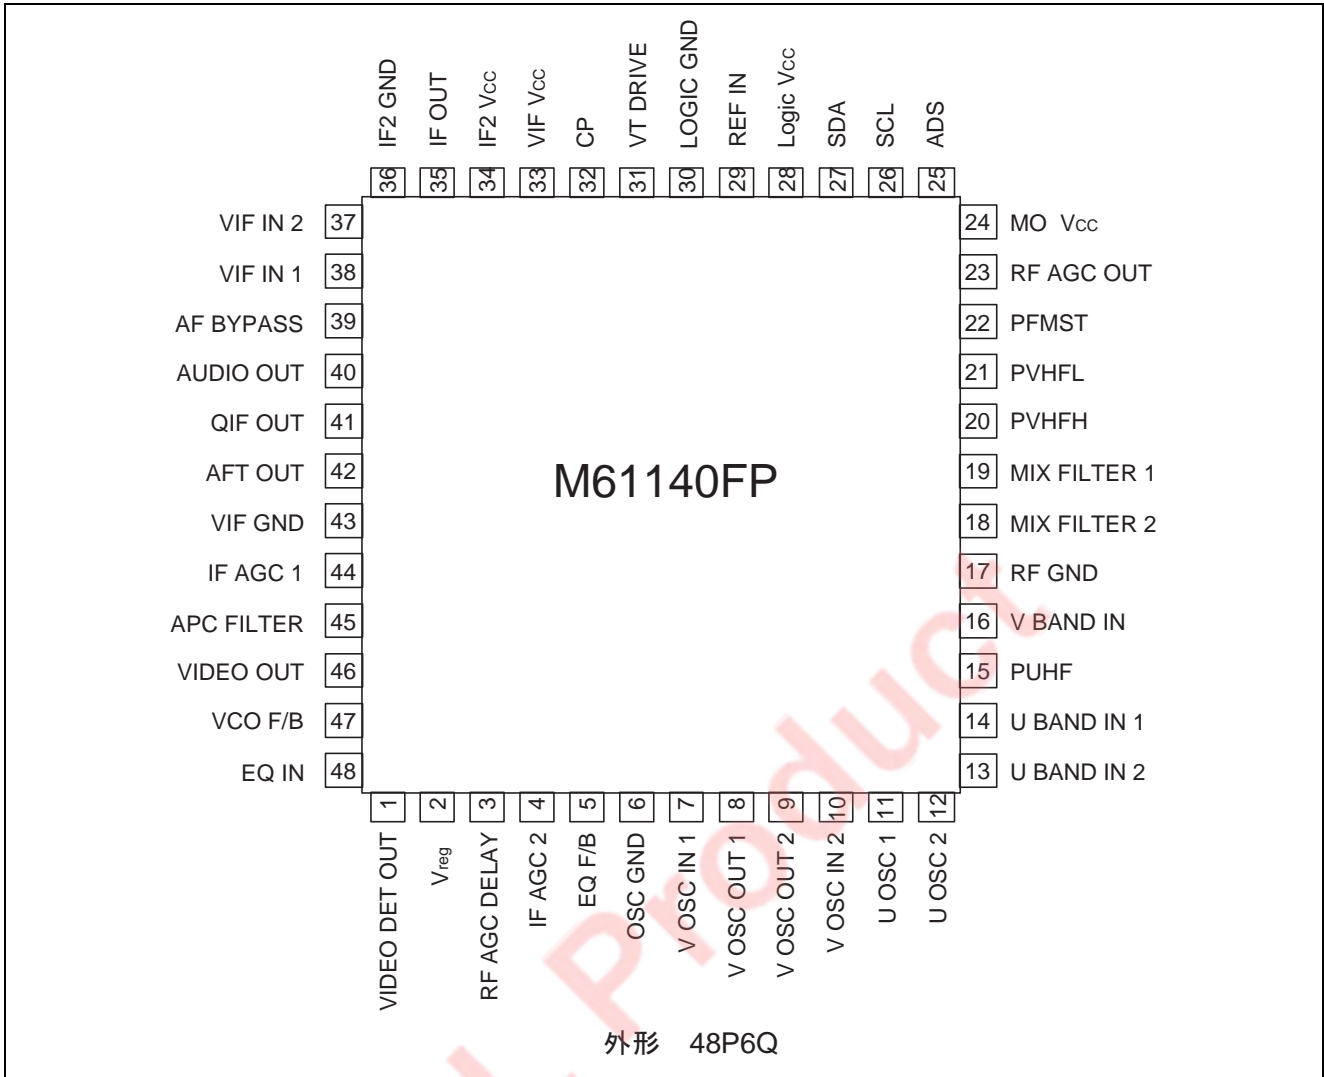 IF2 GND
IF OUT
IF2 Vcc
VIF Vcc
CP
VT DRIVE
LOGIC GND
REF IN
Logic Vcc
SDA
SCL
ADS
36
35
34
33
32
31
30
29
28
27
26
25
VIF IN 2 37
VIF IN 1 38
AF BYPASS 39
AUDIO OUT 40
QIF OUT 41
AFT OUT 42
VIF GND 43
IF AGC 1 44
APC FILTER 45
VIDEO OUT 46
VCO F/B 47
EQ IN 48
M61140FP
24 MO Vcc
23 RF AGC OUT
22 PFMST
21 PVHFL
20 PVHFH
19 MIX FILTER 1
18 MIX FILTER 2
17 RF GND
16 V BAND IN
15 PUHF
14 U BAND IN 1
13 U BAND IN 2
1
2
3
4
5
6
7
8
9
10
11
12
VIDEO DET OUT
Vreg
RF AGC DELAY
IF AGC 2
EQ F/B
OSC GND
V OSC IN 1
V OSC OUT 1
V OSC OUT 2
V OSC IN 2
U OSC 1
U OSC 2
外形 48P6Q
Product